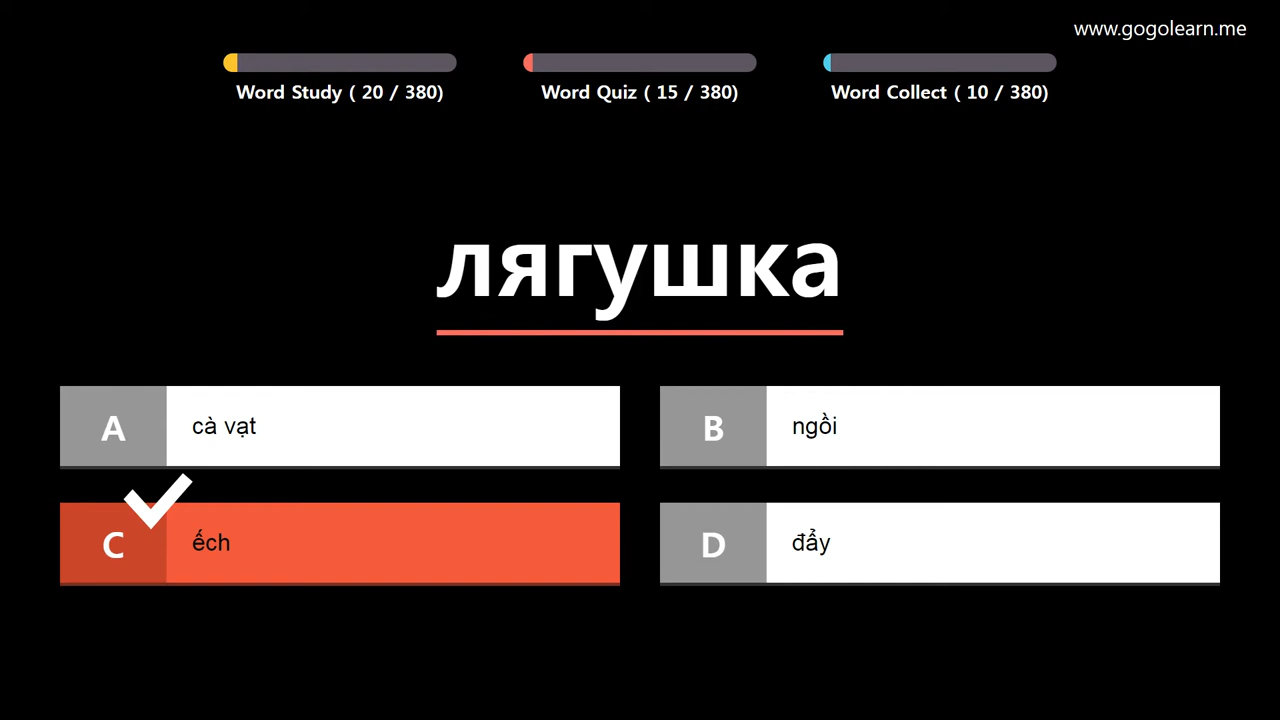 www.gogolearn.me
Word Study ( 20 / 380)
Word Quiz ( 15 / 380)
Word Collect ( 10 / 380)
лягушка
A cà vạt
B ngồi
C ếch
D đẩy